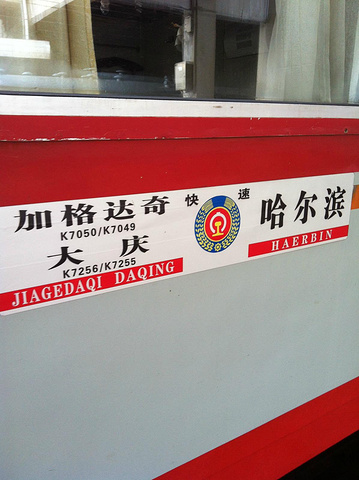 加格达奇
K7050/K7049
大庆
K7256/K7255
JIAGEDAQI DAQING
快速
哈尔滨
HAERBIN